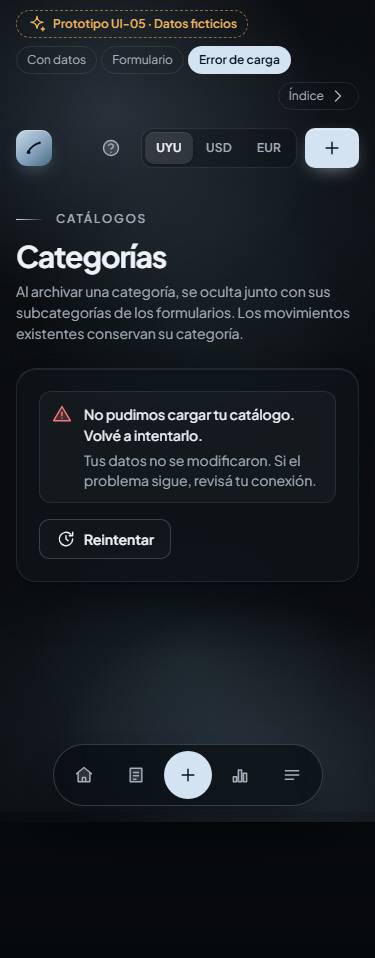 Prototipo UI-05 · Datos ficticios
Con datos
Formulario
Error de carga
Índice
UYU
USD
EUR
CATÁLOGOS
Categorías
Al archivar una categoría, se oculta junto con sus
subcategorías de los formularios. Los movimientos
existentes conservan su categoría.
No pudimos cargar tu catálogo.
Volvé a intentarlo.
Tus datos no se modificaron. Si el
problema sigue, revisá tu conexión.
Reintentar